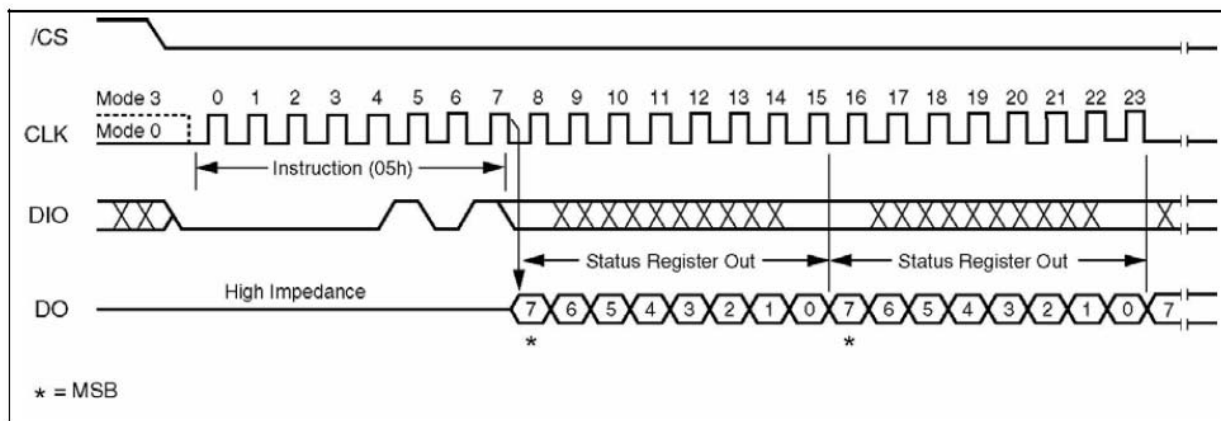 /CS
Mode 3 0 1 2 3 4 5 6 7 8 9 10 11 12 13 14 15 16 17 18 19 20 21 22 23
Mode 0
CLK
Instruction (05h)
DIO
Status Register Out Status Register Out
High Impedance
DO 7 6 5 4 3 2 1 0 7 6 5 4 3 2 1 0 7
* *
* = MSB